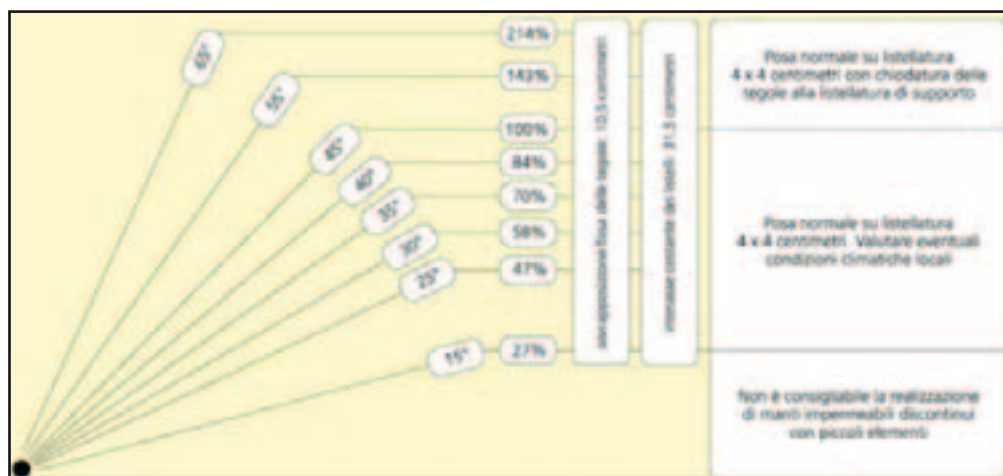 65°
214%
55°
143%
45°
100%
40°
84%
35°
70%
30°
58%
25°
47%
15°
27%
sovrapposizione fissa delle tegole: 10,5 centimetri
interasse costante dei listelli: 31,5 centimetri
Posa normale su listellatura
4 x 4 centimetri con chiodatura delle
tegole alla listellatura di supporto
Posa normale su listellatura
4 x 4 centimetri. Valutare eventuali
condizioni climatiche locali
Non è consigliabile la realizzazione
di manti impermeabili discontinui
con piccoli elementi